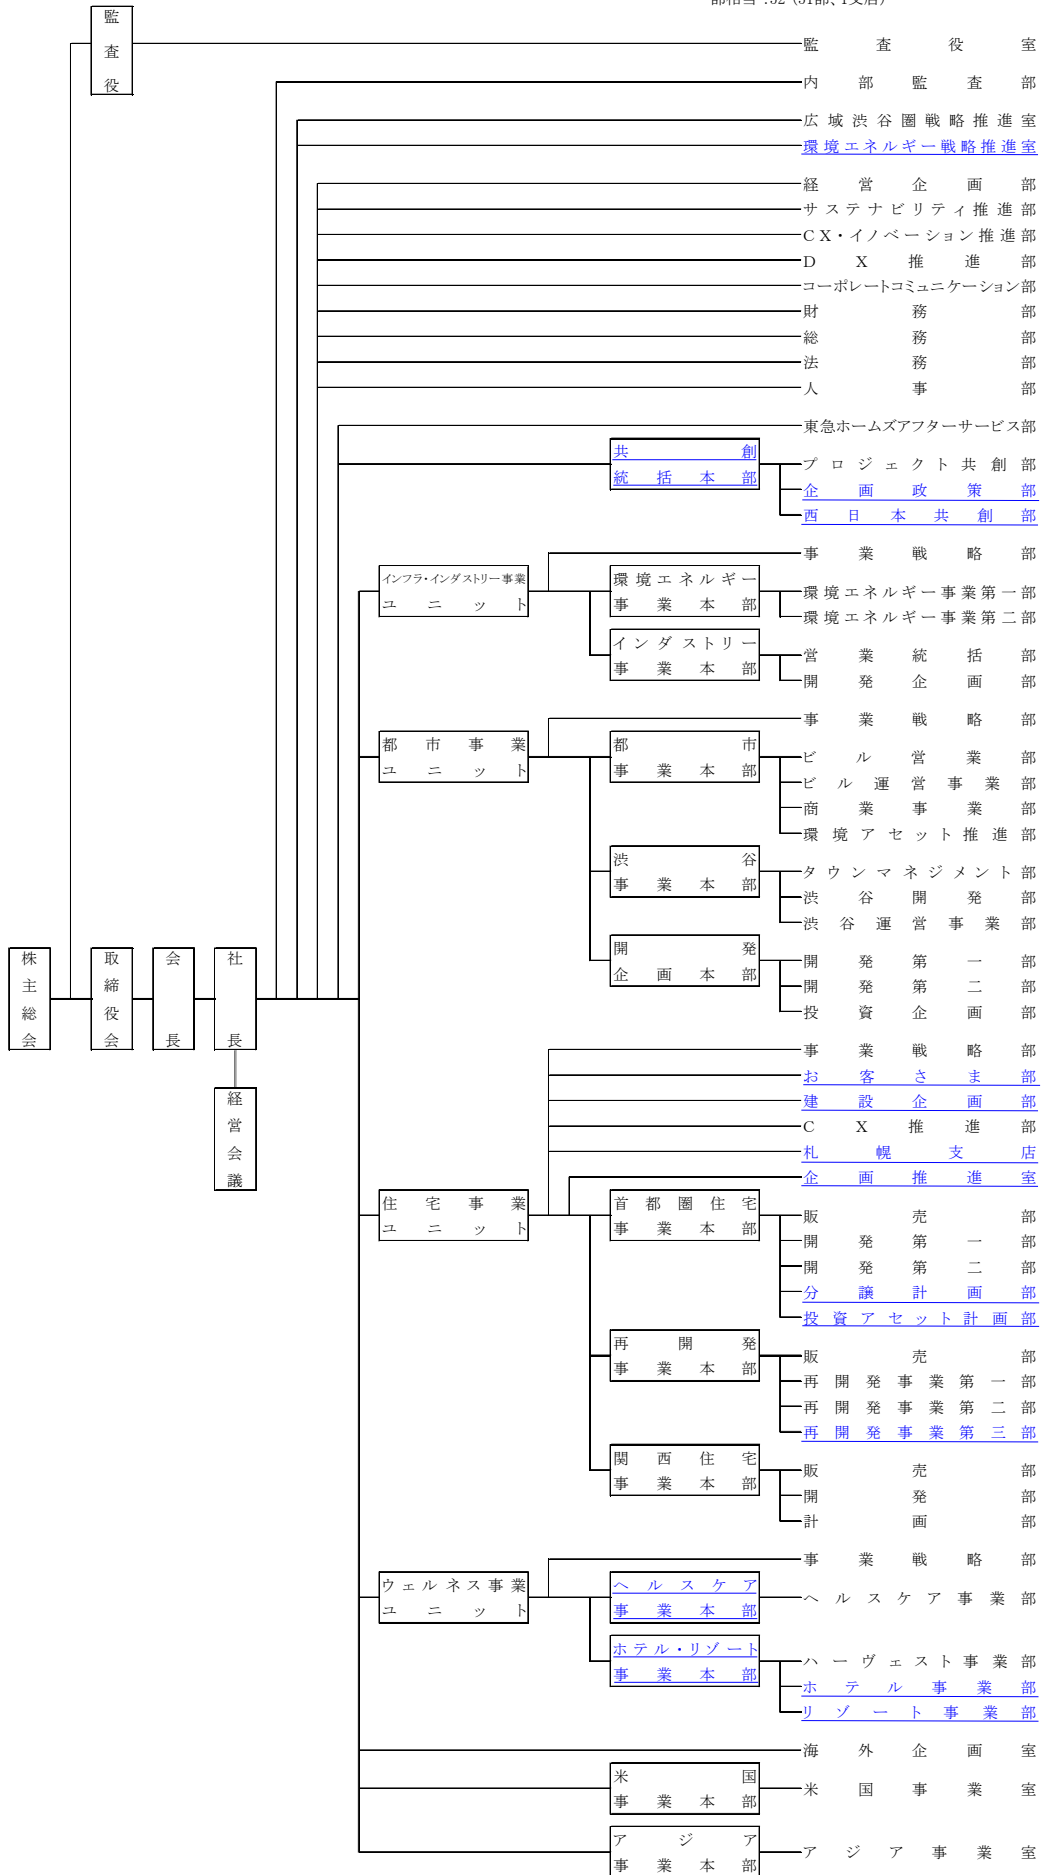 部相当：52（51部、1支店）
監査役
監査役室
内部監査部
広域渋谷圏戦略推進室
環境エネルギー戦略推進室
経営企画部
サステナビリティ推進部
CX・イノベーション推進部
DX推進部
コーポレートコミュニケーション部
財務部
総務部
法務部
人事部
東急ホームズアフターサービス部
共創
統括本部
プロジェクト共創部
企画政策部
西日本共創部
事業戦略部
インフラ・インダストリー事業
ユニット
環境エネルギー
事業本部
環境エネルギー事業第一部
環境エネルギー事業第二部
インダストリー
事業本部
営業統括部
開発企画部
事業戦略部
都市事業
ユニット
都市
事業本部
ビル営業部
ビル運営事業部
商業事業部
環境アセット推進部
渋谷
事業本部
タウンマネジメント部
渋谷開発部
渋谷運営事業部
開発
企画本部
開発第一部
開発第二部
投資企画部
株主総会
取締役会
会長
社長
経営会議
事業戦略部
お客さま部
建設企画部
CX推進部
札幌支店
企画推進室
住宅事業
ユニット
首都圏住宅
事業本部
販売部
開発第一部
開発第二部
分譲計画部
投資アセット計画部
再開発
事業本部
販売部
再開発事業第一部
再開発事業第二部
再開発事業第三部
関西住宅
事業本部
販売部
開発部
計画部
事業戦略部
ウェルネス事業
ユニット
ヘルスケア
事業本部
ヘルスケア事業部
ホテル・リゾート
事業本部
ハーヴェスト事業部
ホテル事業部
リゾート事業部
海外企画室
米国
事業本部
米国事業室
アジア
事業本部
アジア事業室